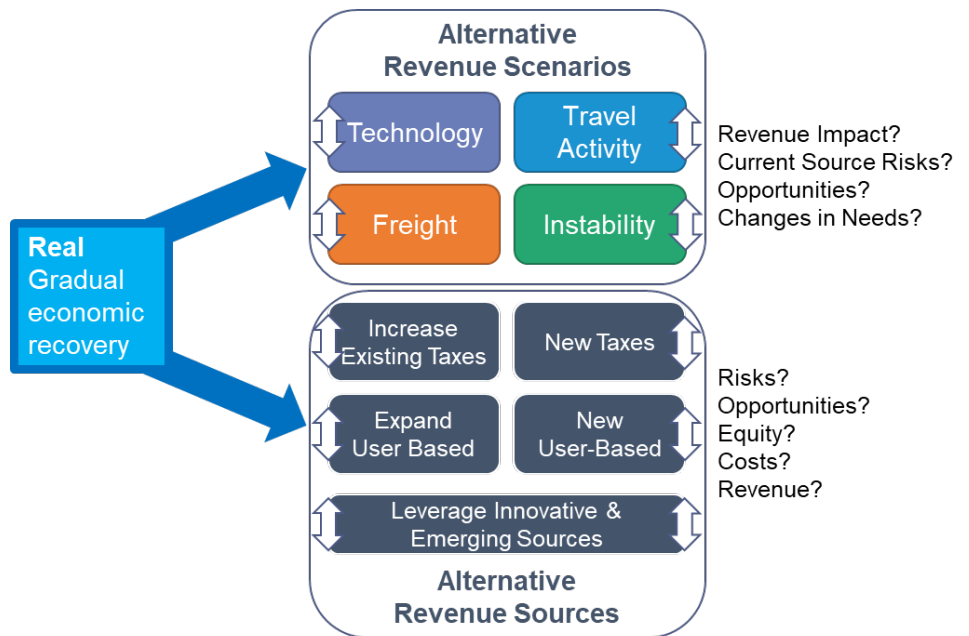 Real
Gradual
economic
recovery
Alternative
Revenue Scenarios
Technology
Travel
Activity
Freight
Instability
Revenue Impact?
Current Source Risks?
Opportunities?
Changes in Needs?
Increase
Existing Taxes
New Taxes
Expand
User Based
New
User-Based
Leverage Innovative &
Emerging Sources
Alternative
Revenue Sources
Risks?
Opportunities?
Equity?
Costs?
Revenue?